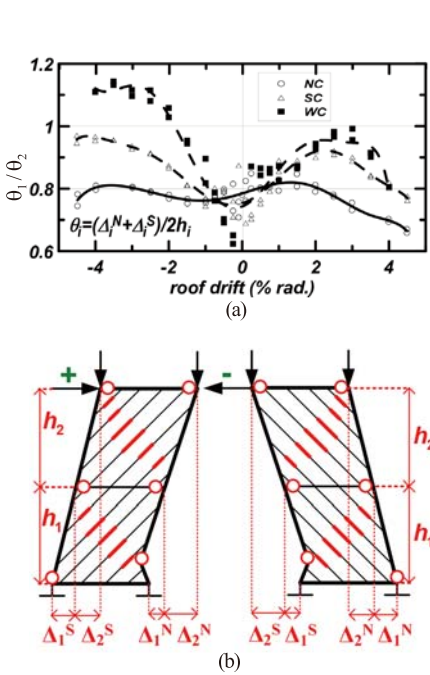 1.2
1
0.8
0.6
θ₁/θ₂
NC
SC
WC
θᵢ=(Δᵢᴺ+Δᵢˢ)/2hᵢ
-4 -2 0 2 4
roof drift (% rad.)
(a)
+ -
h₂ h₂
h₁ h₁
Δ₁ˢ Δ₂ˢ Δ₁ᴺ Δ₂ᴺ Δ₂ˢ Δ₁ˢ Δ₂ᴺ Δ₁ᴺ
(b)